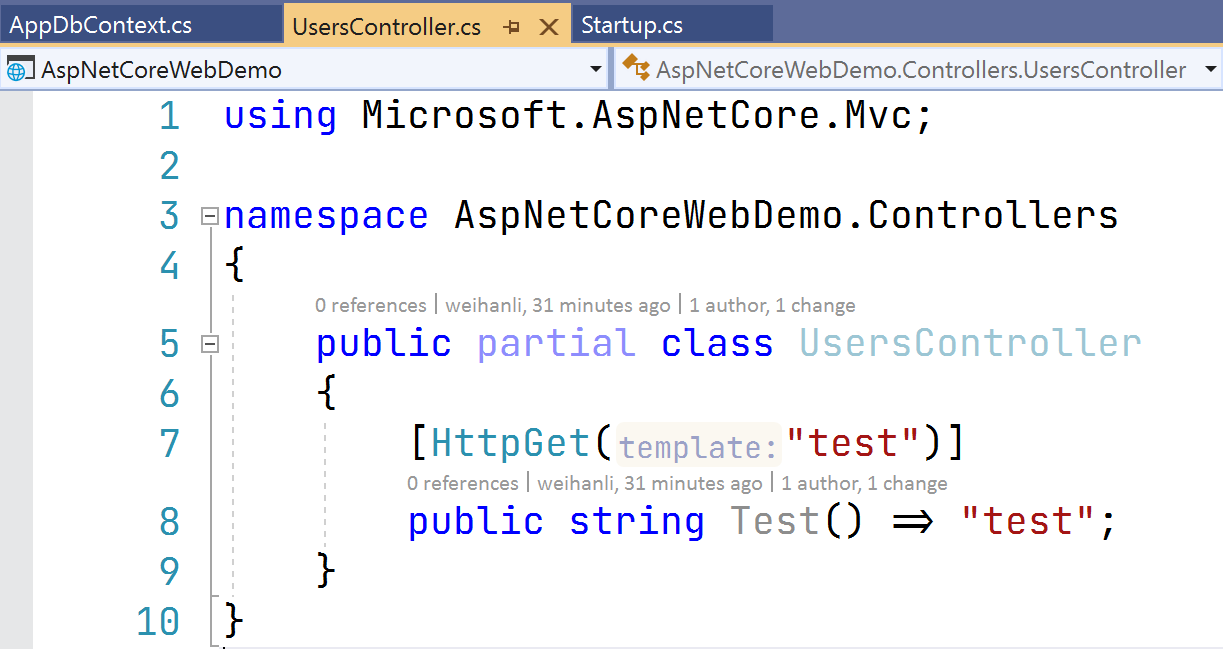 AppDbContext.cs UsersController.cs Startup.cs
AspNetCoreWebDemo AspNetCoreWebDemo.Controllers.UsersController
1 using Microsoft.AspNetCore.Mvc;
2
3 namespace AspNetCoreWebDemo.Controllers
4 {
0 references | weihanli, 31 minutes ago | 1 author, 1 change
5 public partial class UsersController
6 {
7 [HttpGet(template:"test")]
0 references | weihanli, 31 minutes ago | 1 author, 1 change
8 public string Test() => "test";
9 }
10 }